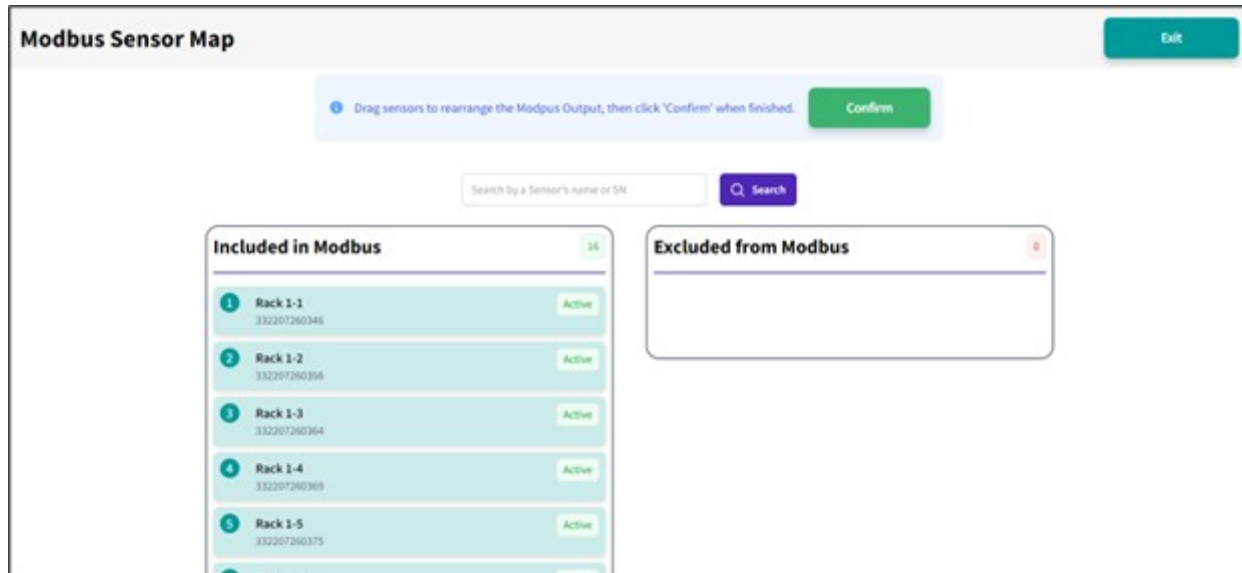 Modbus Sensor Map
Exit
Drag sensors to rearrange the Modpus Output, then click 'Confirm' when finished.
Confirm
Search by a Sensor's name or SN
Search
Included in Modbus
16
1
Rack 1-1
Active
332207260346
2
Rack 1-2
Active
332207260356
3
Rack 1-3
Active
332207260364
4
Rack 1-4
Active
332207260369
5
Rack 1-5
Active
332207260375
Excluded from Modbus
0